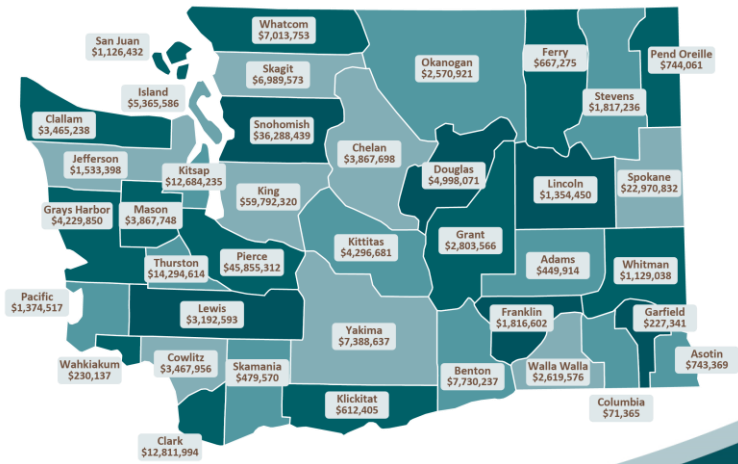 Whatcom
$7,013,753
San Juan
$1,126,432
Skagit
$6,989,573
Island
$5,365,586
Okanogan
$2,570,921
Ferry
$667,275
Pend Oreille
$744,061
Stevens
$1,817,236
Clallam
$3,465,238
Snohomish
$36,288,439
Chelan
$3,867,698
Jefferson
$1,533,398
Kitsap
$12,684,235
Douglas
$4,998,071
Lincoln
$1,354,450
Spokane
$22,970,832
King
$59,792,320
Grays Harbor
$4,229,850
Mason
$3,867,748
Kittitas
$4,296,681
Grant
$2,803,566
Pierce
$45,855,312
Thurston
$14,294,614
Adams
$449,914
Whitman
$1,129,038
Pacific
$1,374,517
Lewis
$3,192,593
Yakima
$7,388,637
Franklin
$1,816,602
Garfield
$227,341
Wahkiakum
$230,137
Cowlitz
$3,467,956
Skamania
$479,570
Benton
$7,730,237
Walla Walla
$2,619,576
Asotin
$743,369
Klickitat
$612,405
Columbia
$71,365
Clark
$12,811,994